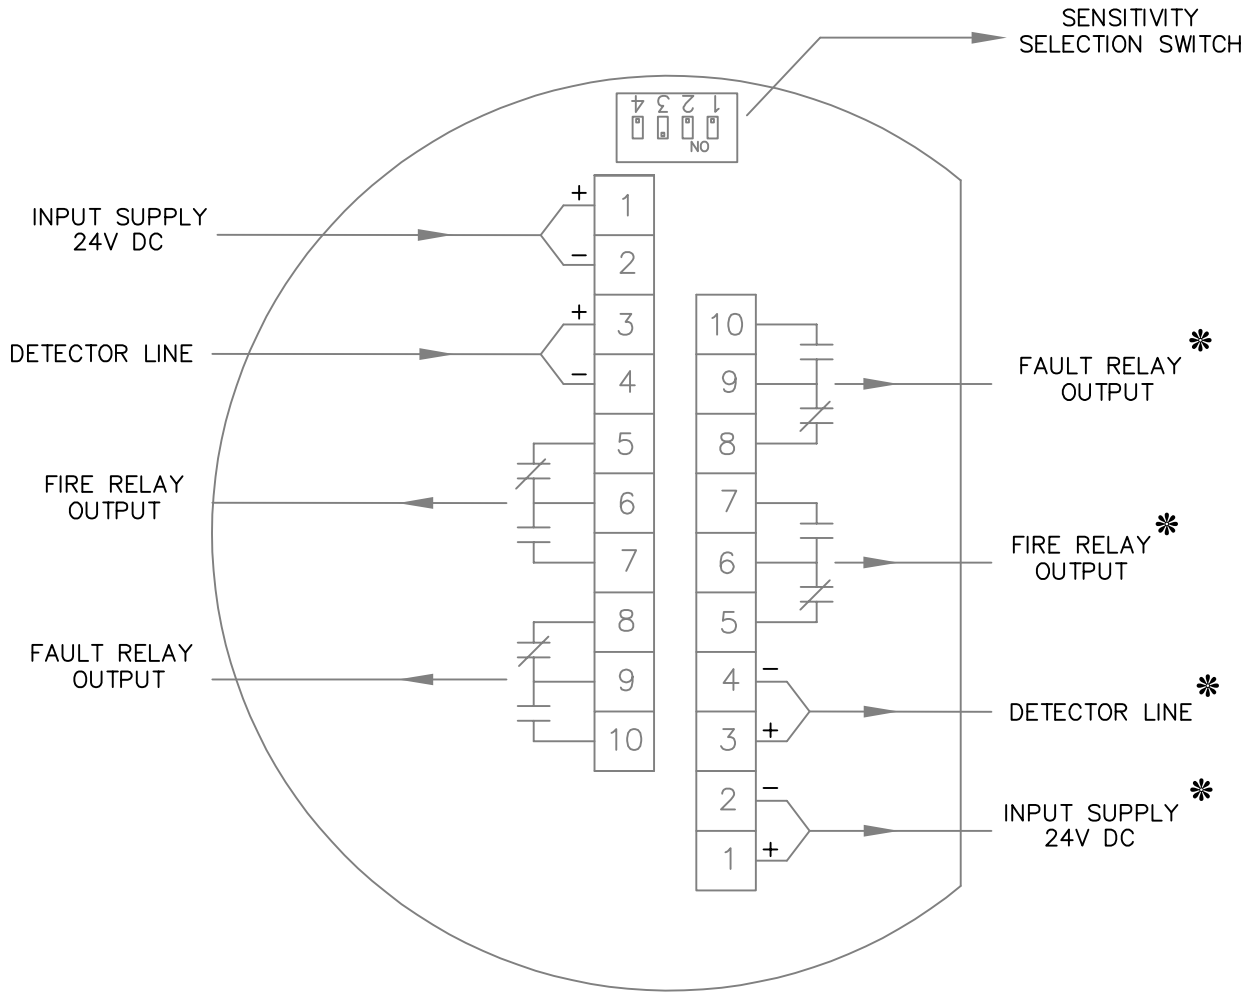 SENSITIVITY
SELECTION SWITCH
4 3 2 1
ON
INPUT SUPPLY
24V DC
+
1
−
2
DETECTOR LINE
+
3
−
4
FIRE RELAY
OUTPUT
5
6
7
FAULT RELAY
OUTPUT
8
9
10
10
9
8
FAULT RELAY *
OUTPUT
7
6
5
FIRE RELAY *
OUTPUT
4
−
3
+
DETECTOR LINE *
2
−
1
+
INPUT SUPPLY *
24V DC